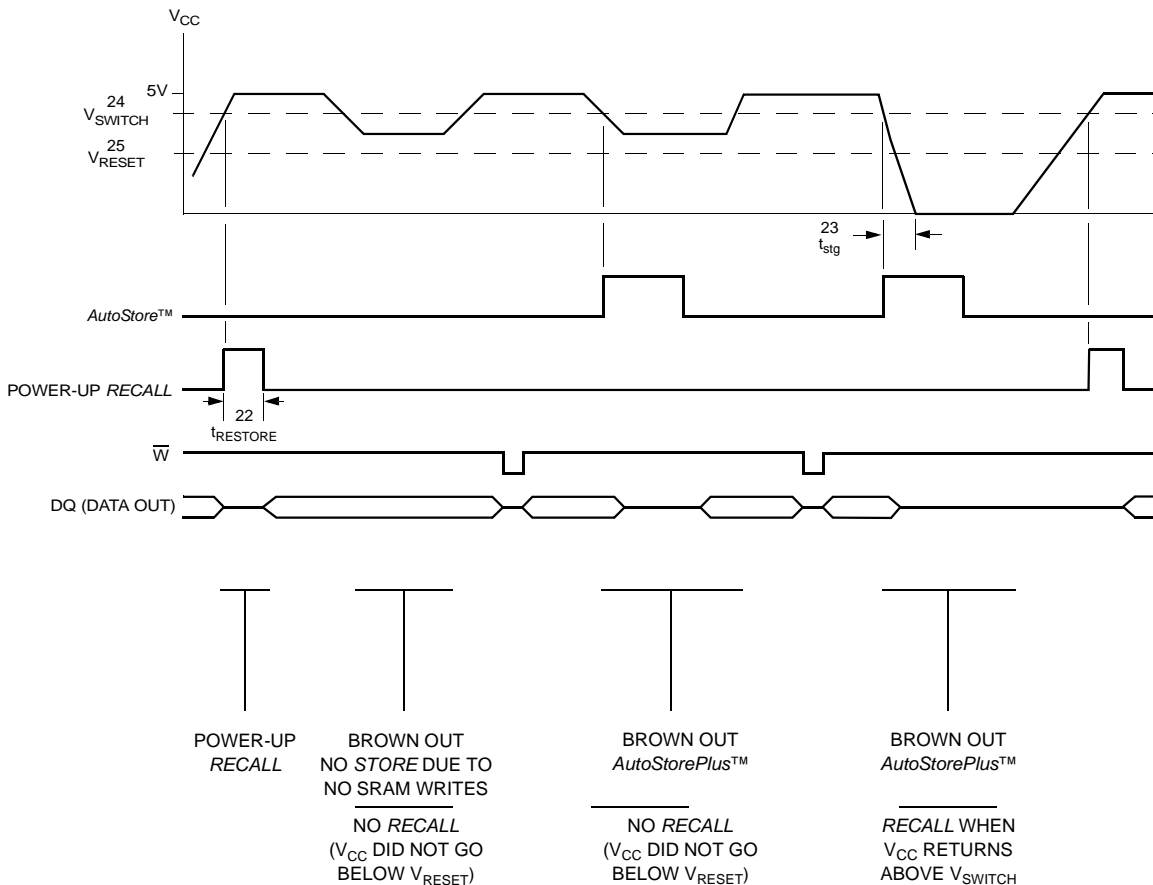 VCC
5V
24
VSWITCH
25
VRESET
23
tstg
AutoStore™
POWER-UP RECALL
22
tRESTORE
W̅
DQ (DATA OUT)
POWER-UP
RECALL
BROWN OUT
NO STORE DUE TO
NO SRAM WRITES
NO RECALL
(VCC DID NOT GO
BELOW VRESET)
BROWN OUT
AutoStorePlus™
NO RECALL
(VCC DID NOT GO
BELOW VRESET)
BROWN OUT
AutoStorePlus™
RECALL WHEN
VCC RETURNS
ABOVE VSWITCH